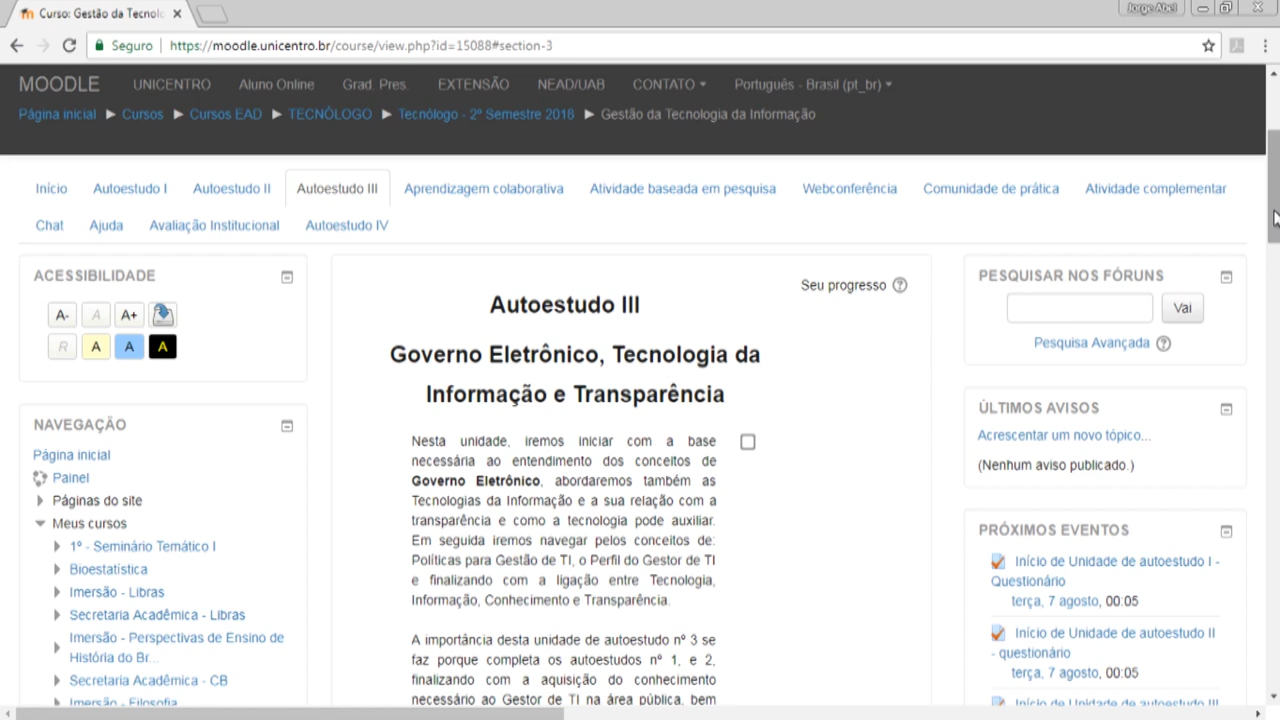 Curso: Gestão da Tecnolo
Jorge Abel
Seguro
https://moodle.unicentro.br/course/view.php?id=15088#section-3
MOODLE UNICENTRO Aluno Online Grad. Pres. EXTENSÃO NEAD/UAB CONTATO Português - Brasil (pt_br)
Página inicial ▶ Cursos ▶ Cursos EAD ▶ TECNÓLOGO ▶ Tecnólogo - 2º Semestre 2018 ▶ Gestão da Tecnologia da Informação
Início Autoestudo I Autoestudo II Autoestudo III Aprendizagem colaborativa Atividade baseada em pesquisa Webconferência Comunidade de prática Atividade complementar
Chat Ajuda Avaliação Institucional Autoestudo IV
ACESSIBILIDADE
A- A A+
R A A A
NAVEGAÇÃO
Página inicial
Painel
Páginas do site
Meus cursos
1º - Seminário Temático I
Bioestatística
Imersão - Libras
Secretaria Acadêmica - Libras
Imersão - Perspectivas de Ensino de
História do Br...
Secretaria Acadêmica - CB
Imersão - Filosofia
Seu progresso
Autoestudo III
Governo Eletrônico, Tecnologia da
Informação e Transparência
Nesta unidade, iremos iniciar com a base
necessária ao entendimento dos conceitos de
Governo Eletrônico, abordaremos também as
Tecnologias da Informação e a sua relação com a
transparência e como a tecnologia pode auxiliar.
Em seguida iremos navegar pelos conceitos de:
Políticas para Gestão de TI, o Perfil do Gestor de TI
e finalizando com a ligação entre Tecnologia,
Informação, Conhecimento e Transparência.
A importância desta unidade de autoestudo nº 3 se
faz porque completa os autoestudos nº 1, e 2,
finalizando com a aquisição do conhecimento
necessário ao Gestor de TI na área pública, bem
PESQUISAR NOS FÓRUNS
Vai
Pesquisa Avançada
ÚLTIMOS AVISOS
Acrescentar um novo tópico...
(Nenhum aviso publicado.)
PRÓXIMOS EVENTOS
Início de Unidade de autoestudo I -
Questionário
terça, 7 agosto, 00:05
Início de Unidade de autoestudo II
- questionário
terça, 7 agosto, 00:05
Início de Unidade de autoestudo III